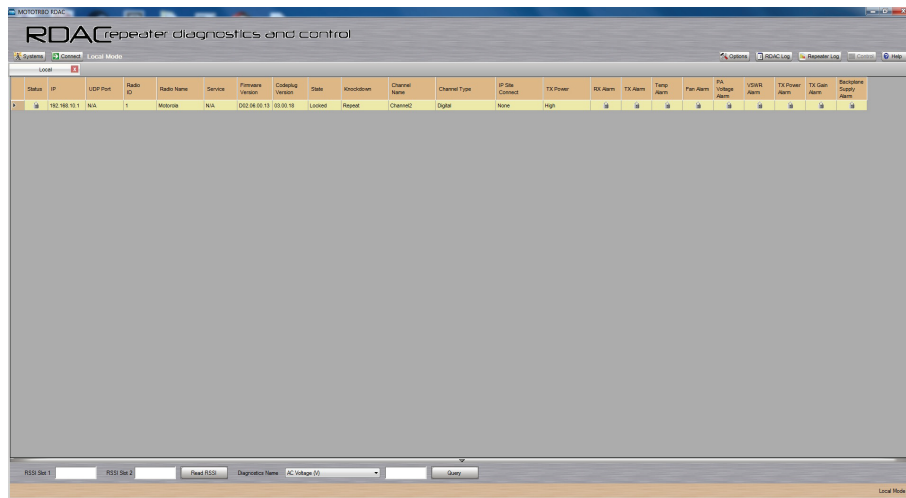 MOTOTRBO RDAC
RDAC repeater diagnostics and control
Systems Connect Local Mode Options RDAC Log Repeater Log Control Help
Local
Status IP UDP Port Radio ID Radio Name Service Firmware Version Codeplug Version State Knockdown Channel Name Channel Type IP Site Connect TX Power RX Alarm TX Alarm Temp Alarm Fan Alarm PA Voltage Alarm VSWR Alarm TX Power Alarm TX Gain Alarm Backplane Supply Alarm
192.168.10.1 N/A 1 Motorola N/A D02.06.00.13 03.00.18 Locked Repeat Channel2 Digital None High
RSSI Slot 1 RSSI Slot 2 Read RSSI Diagnostics Name AC Voltage (V) Query
Local Mode